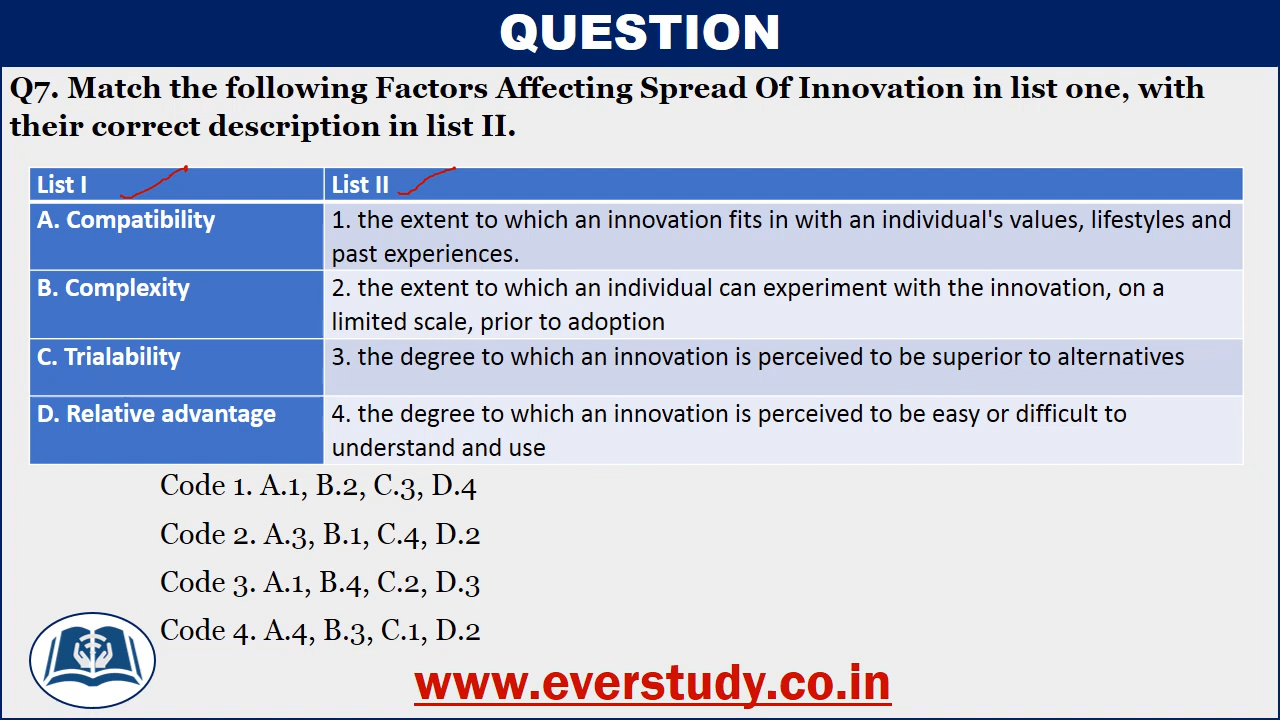 QUESTION
Q7. Match the following Factors Affecting Spread Of Innovation in list one, with
their correct description in list II.
List I
List II
A. Compatibility
1. the extent to which an innovation fits in with an individual's values, lifestyles and
past experiences.
B. Complexity
2. the extent to which an individual can experiment with the innovation, on a
limited scale, prior to adoption
C. Trialability
3. the degree to which an innovation is perceived to be superior to alternatives
D. Relative advantage
4. the degree to which an innovation is perceived to be easy or difficult to
understand and use
Code 1. A.1, B.2, C.3, D.4
Code 2. A.3, B.1, C.4, D.2
Code 3. A.1, B.4, C.2, D.3
Code 4. A.4, B.3, C.1, D.2
www.everstudy.co.in